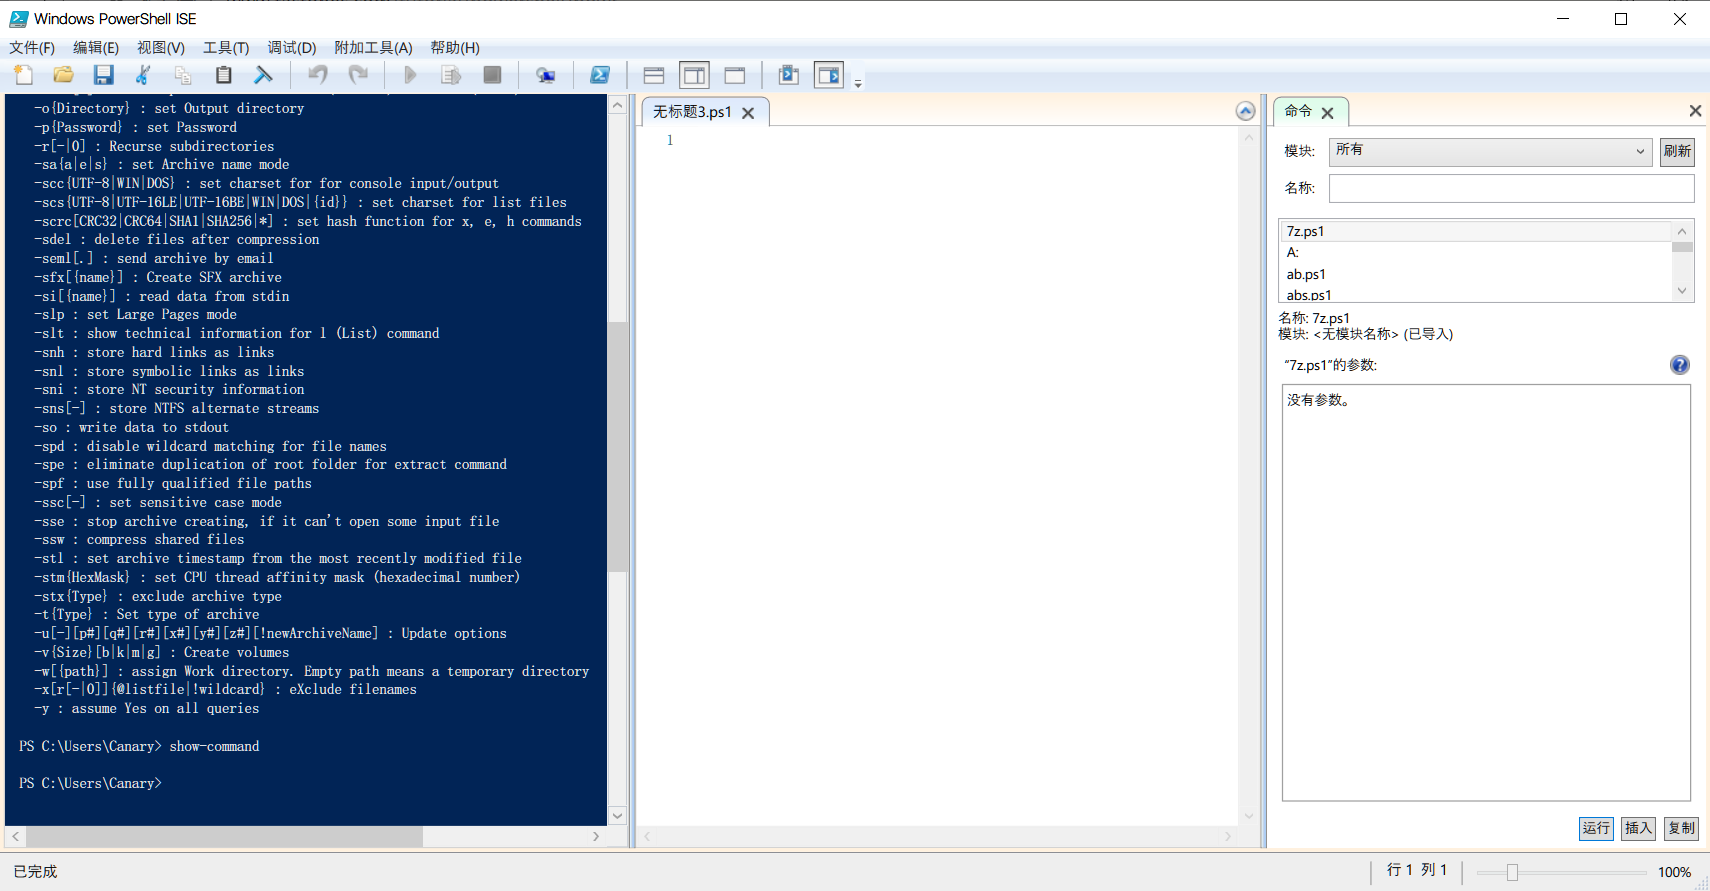 Windows PowerShell ISE
文件(F) 编辑(E) 视图(V) 工具(T) 调试(D) 附加工具(A) 帮助(H)
-o{Directory} : set Output directory
-p{Password} : set Password
-r[-|0] : Recurse subdirectories
-sa{a|e|s} : set Archive name mode
-scc{UTF-8|WIN|DOS} : set charset for for console input/output
-scs{UTF-8|UTF-16LE|UTF-16BE|WIN|DOS|{id}} : set charset for list files
-scrc[CRC32|CRC64|SHA1|SHA256|*] : set hash function for x, e, h commands
-sdel : delete files after compression
-seml[.] : send archive by email
-sfx[{name}] : Create SFX archive
-si[{name}] : read data from stdin
-slp : set Large Pages mode
-slt : show technical information for l (List) command
-snh : store hard links as links
-snl : store symbolic links as links
-sni : store NT security information
-sns[-] : store NTFS alternate streams
-so : write data to stdout
-spd : disable wildcard matching for file names
-spe : eliminate duplication of root folder for extract command
-spf : use fully qualified file paths
-ssc[-] : set sensitive case mode
-sse : stop archive creating, if it can't open some input file
-ssw : compress shared files
-stl : set archive timestamp from the most recently modified file
-stm{HexMask} : set CPU thread affinity mask (hexadecimal number)
-stx{Type} : exclude archive type
-t{Type} : Set type of archive
-u[-][p#][q#][r#][x#][y#][z#][!newArchiveName] : Update options
-v{Size}[b|k|m|g] : Create volumes
-w[{path}] : assign Work directory. Empty path means a temporary directory
-x[r[-|0]]{@listfile|!wildcard} : eXclude filenames
-y : assume Yes on all queries
PS C:\Users\Canary> show-command
PS C:\Users\Canary>
无标题3.ps1
1
命令
模块: 所有 刷新
名称:
7z.ps1
A:
ab.ps1
abs.ps1
名称: 7z.ps1
模块: <无模块名称> (已导入)
“7z.ps1”的参数:
没有参数。
运行 插入 复制
已完成
行 1 列 1
100%